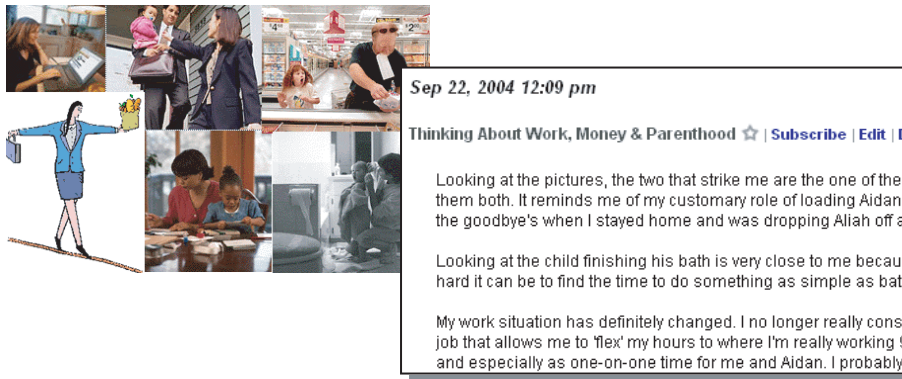 Sep 22, 2004 12:09 pm
Thinking About Work, Money & Parenthood ☆ | Subscribe | Edit |
Looking at the pictures, the two that strike me are the one of the
them both. It reminds me of my customary role of loading Aidan
the goodbye's when I stayed home and was dropping Aliah off a
Looking at the child finishing his bath is very close to me becau
hard it can be to find the time to do something as simple as bat
My work situation has definitely changed. I no longer really cons
job that allows me to 'flex' my hours to where I'm really working 9
and especially as one-on-one time for me and Aidan. I probably